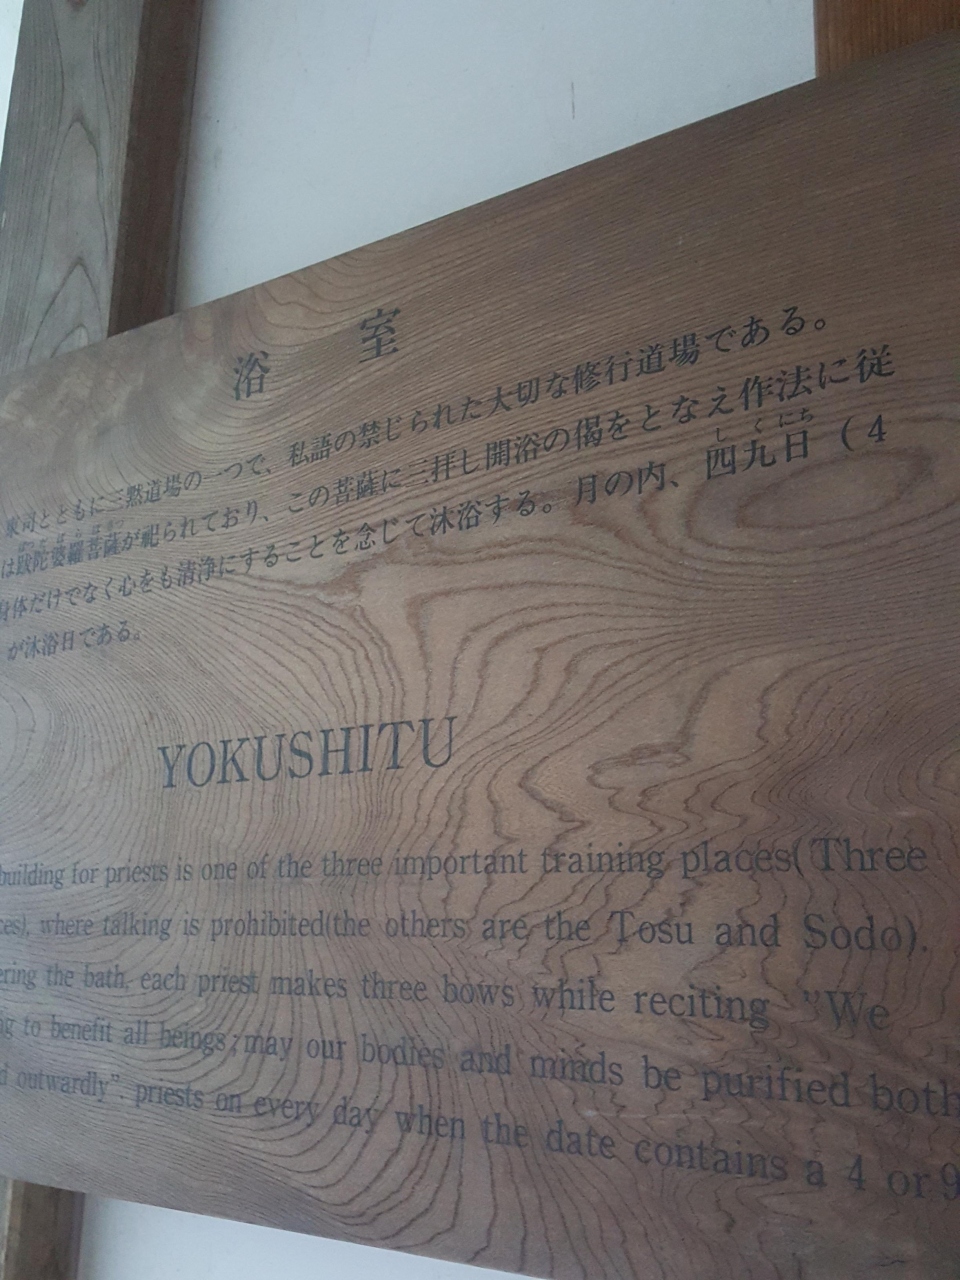 浴室
東司とともに三黙道場の一つで、私語の禁じられた大切な修行道場である。
は跋陀婆羅菩薩が祀られており、この菩薩に三拝し開浴の偈をとなえ作法に従
身体だけでなく心をも清浄にすることを念じて沐浴する。月の内、四九日（4
しくにち
が沐浴日である。
YOKUSHITU
building for priests is one of the three important training places(Three
ces), where talking is prohibited(the others are the Tosu and Sodo).
ering the bath, each priest makes three bows while reciting "We
to benefit all beings;may our bodies and minds be purified both
d outwardly". priests on every day when the date contains a 4 or 9